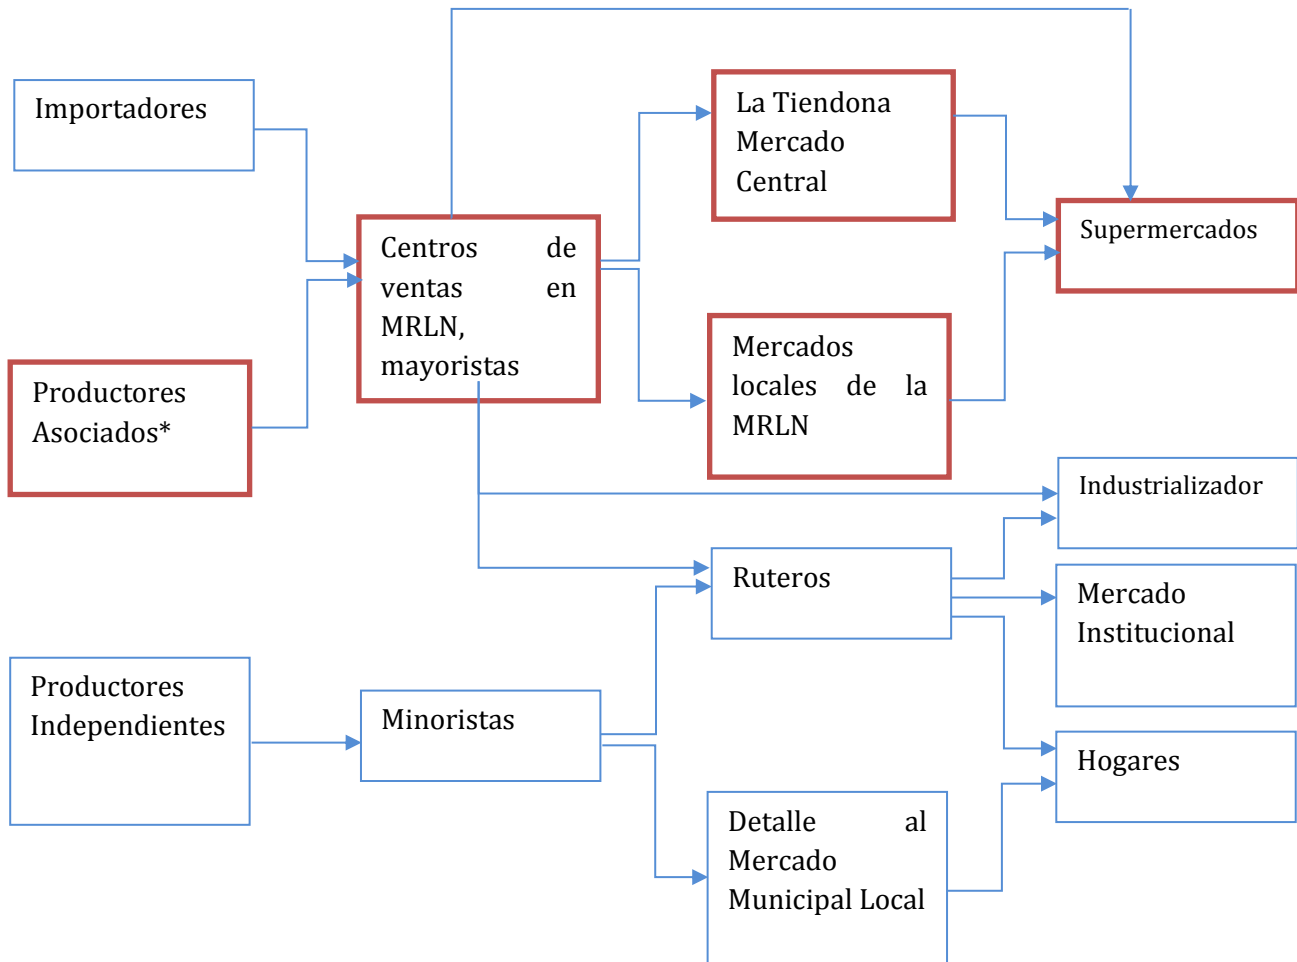 Importadores
La Tiendona
Mercado
Central
Supermercados
Centros de
ventas en
MRLN,
mayoristas
Productores
Asociados*
Mercados
locales de la
MRLN
Industrializador
Ruteros
Mercado
Institucional
Productores
Independientes
Minoristas
Hogares
Detalle al
Mercado
Municipal Local